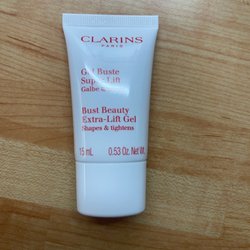 CLARINS
PARIS
Gel Buste
Super Lift
Galbe &
Bust Beauty
Extra-Lift Gel
Shapes & tightens
15 mL 0.53 Oz. Net